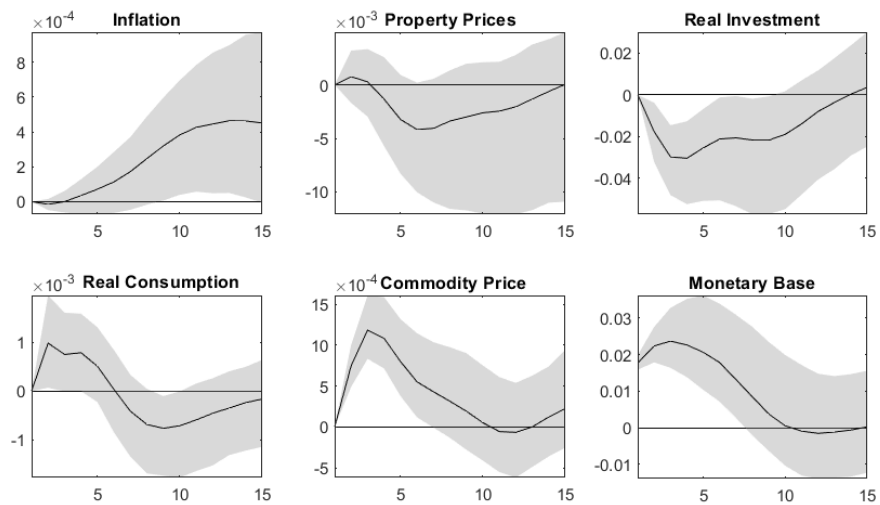 ×10⁻⁴ Inflation
8
6
4
2
0
5 10 15
×10⁻³ Property Prices
0
-5
-10
5 10 15
Real Investment
0.02
0
-0.02
-0.04
5 10 15
×10⁻³ Real Consumption
1
0
-1
5 10 15
×10⁻⁴ Commodity Price
15
10
5
0
-5
5 10 15
Monetary Base
0.03
0.02
0.01
0
-0.01
5 10 15